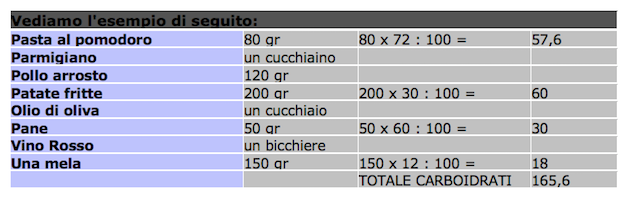 Vediamo l'esempio di seguito:
Pasta al pomodoro 80 gr 80 x 72 : 100 = 57,6
Parmigiano un cucchiaino
Pollo arrosto 120 gr
Patate fritte 200 gr 200 x 30 : 100 = 60
Olio di oliva un cucchiaio
Pane 50 gr 50 x 60 : 100 = 30
Vino Rosso un bicchiere
Una mela 150 gr 150 x 12 : 100= 18
TOTALE CARBOIDRATI 165,6